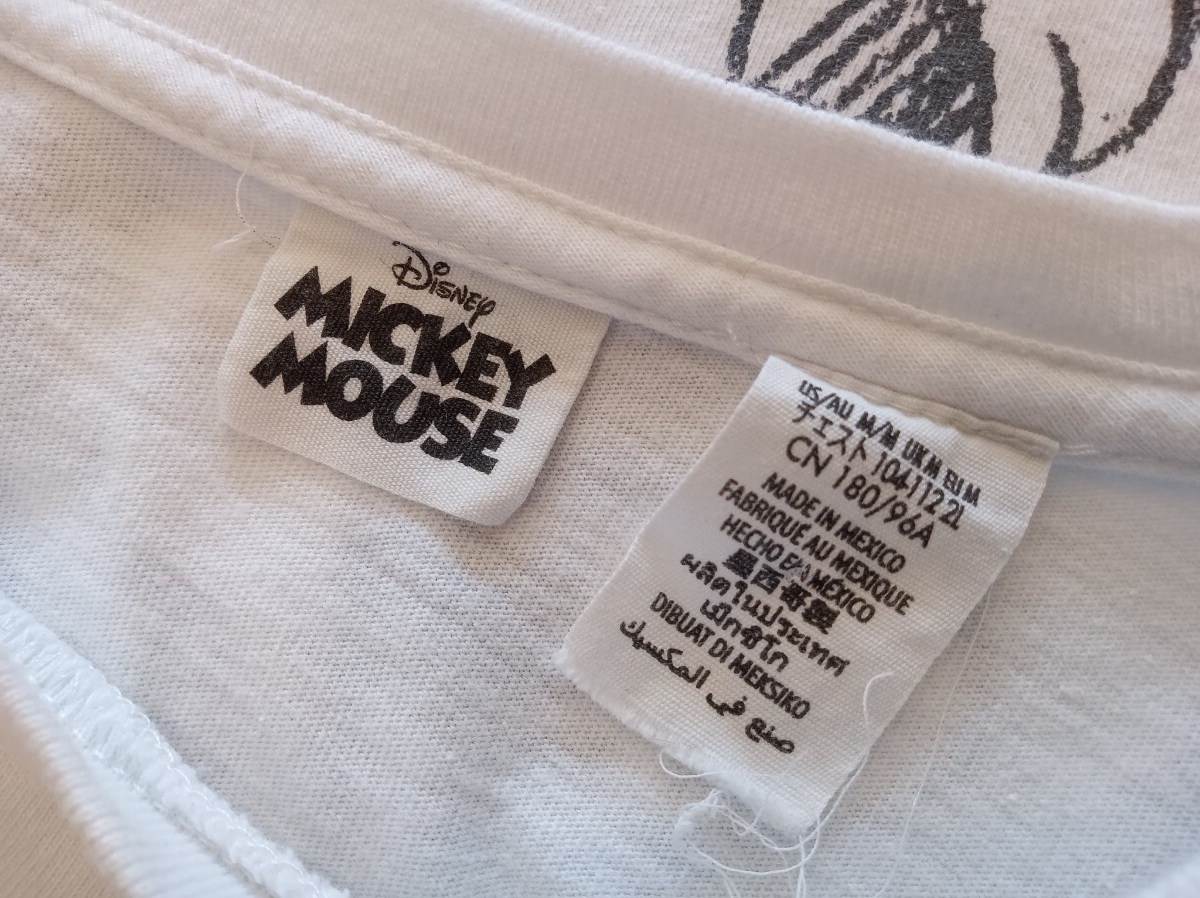 Disney
MICKEY
MOUSE
US/AU M/M UK M EU M
チェスト 104112 2L
CN 180/96A
MADE IN MEXICO
FABRIQUÉ AU MEXIQUE
HECHO EN MÉXICO
墨西哥製
ผลิตในประเทศ
เม็กซิโก
DIBUAT DI MEKSIKO
صنع في المكسيك